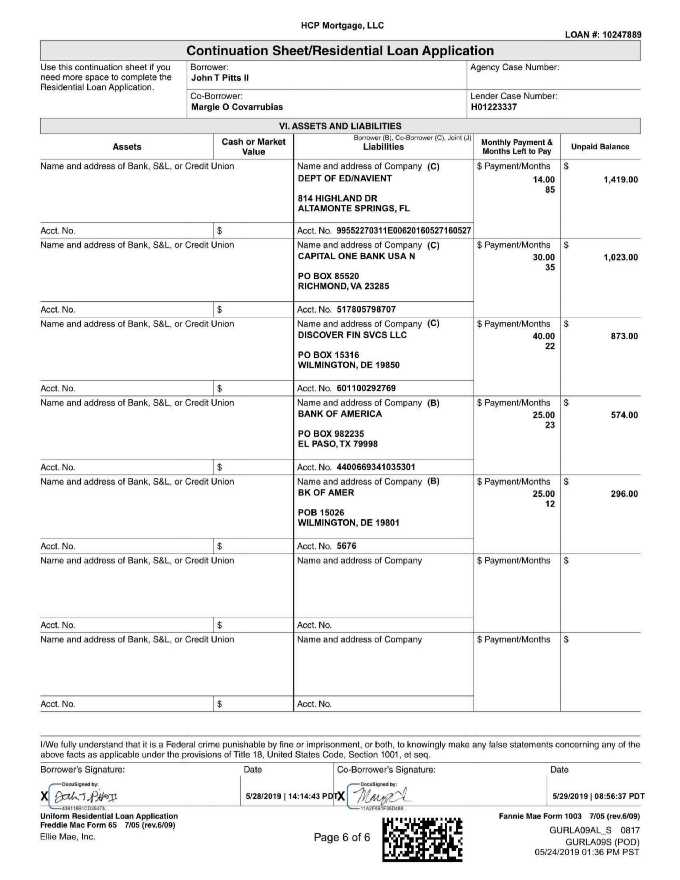 HCP Mortgage, LLC
LOAN #: 10247889
Continuation Sheet/Residential Loan Application
Use this continuation sheet if you
need more space to complete the
Residential Loan Application.
Borrower:
John T Pitts II
Agency Case Number:
Co-Borrower:
Margie O Covarrubias
Lender Case Number:
H01223337
VI. ASSETS AND LIABILITIES
Assets
Cash or Market
Value
Borrower (B), Co-Borrower (C), Joint (J)
Liabilities
Monthly Payment &
Months Left to Pay
Unpaid Balance
Name and address of Bank, S&L, or Credit Union
Name and address of Company (C)
DEPT OF ED/NAVIENT
814 HIGHLAND DR
ALTAMONTE SPRINGS, FL
$ Payment/Months
14.00
85
$
1,419.00
Acct. No.
$
Acct. No. 99552270311E00620160527160527
Name and address of Bank, S&L, or Credit Union
Name and address of Company (C)
CAPITAL ONE BANK USA N
PO BOX 85520
RICHMOND, VA 23285
$ Payment/Months
30.00
35
$
1,023.00
Acct. No.
$
Acct. No. 517805798707
Name and address of Bank, S&L, or Credit Union
Name and address of Company (C)
DISCOVER FIN SVCS LLC
PO BOX 15316
WILMINGTON, DE 19850
$ Payment/Months
40.00
22
$
873.00
Acct. No.
$
Acct. No. 601100292769
Name and address of Bank, S&L, or Credit Union
Name and address of Company (B)
BANK OF AMERICA
PO BOX 982235
EL PASO, TX 79998
$ Payment/Months
25.00
23
$
574.00
Acct. No.
$
Acct. No. 4400669341035301
Name and address of Bank, S&L, or Credit Union
Name and address of Company (B)
BK OF AMER
POB 15026
WILMINGTON, DE 19801
$ Payment/Months
25.00
12
$
296.00
Acct. No.
$
Acct. No. 5676
Name and address of Bank, S&L, or Credit Union
Name and address of Company
$ Payment/Months
$
Acct. No.
$
Acct. No.
Name and address of Bank, S&L, or Credit Union
Name and address of Company
$ Payment/Months
$
Acct. No.
$
Acct. No.
I/We fully understand that it is a Federal crime punishable by fine or imprisonment, or both, to knowingly make any false statements concerning any of the
above facts as applicable under the provisions of Title 18, United States Code, Section 1001, et seq.
Borrower's Signature:
Date
Co-Borrower's Signature:
Date
DocuSigned by:
X
5/28/2019 | 14:14:43 PDT
DocuSigned by:
X
5/29/2019 | 08:56:37 PDT
Uniform Residential Loan Application
Freddie Mac Form 65 7/05 (rev.6/09)
Ellie Mae, Inc.
Page 6 of 6
Fannie Mae Form 1003 7/05 (rev.6/09)
GURLA09AL_S 0817
GURLA09S (POD)
05/24/2019 01:36 PM PST